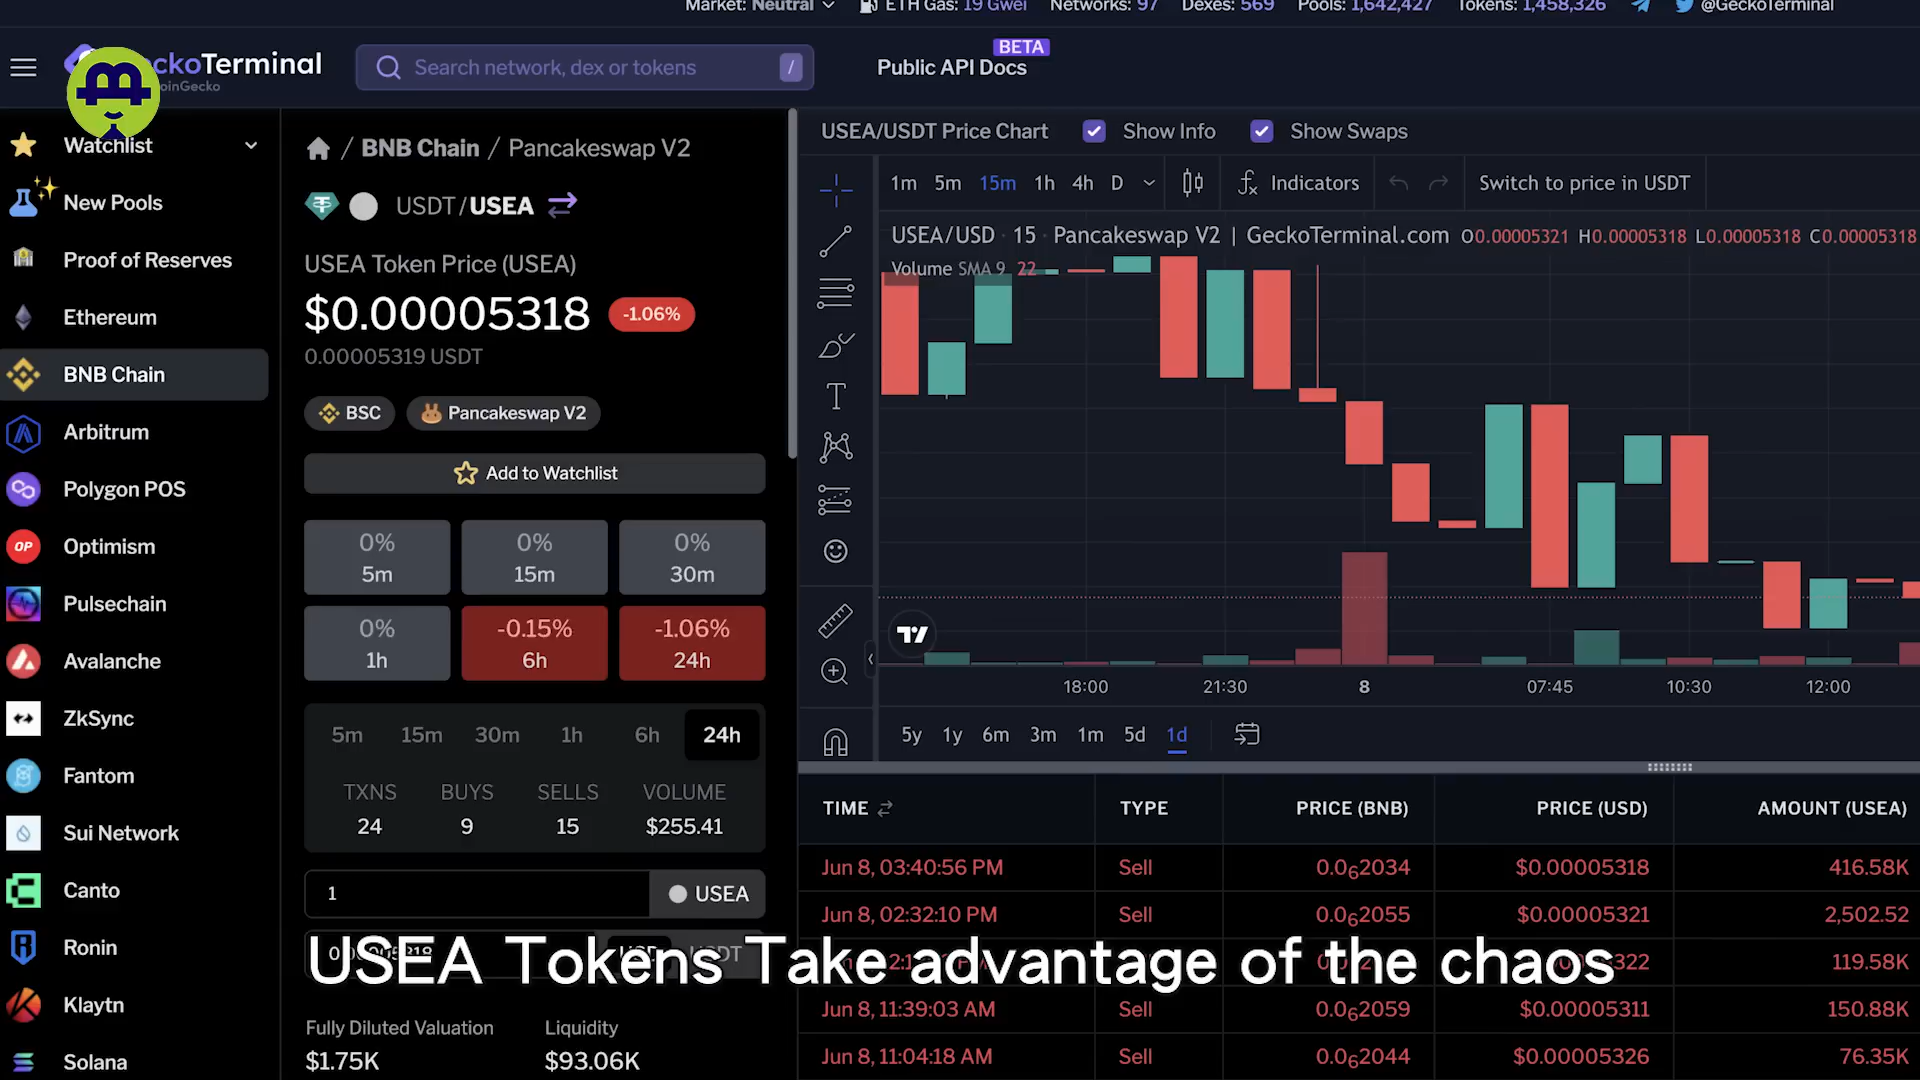 Market: Neutral ETH Gas: 19 Gwei Networks: 97 Dexes: 569 Pools: 1,642,427 Tokens: 1,458,326 @GeckoTerminal
ckoTerminal
oinGecko
Search network, dex or tokens /
BETA
Public API Docs
Watchlist
New Pools
Proof of Reserves
Ethereum
BNB Chain
Arbitrum
OP
Polygon POS
Optimism
Pulsechain
Avalanche
ZkSync
Fantom
Sui Network
Canto
Ronin
Klaytn
Solana
/ BNB Chain / Pancakeswap V2
USDT/USEA
USEA Token Price (USEA)
$0.00005318 -1.06%
0.00005319 USDT
BSC Pancakeswap V2
Add to Watchlist
0% 0% 0%
5m 15m 30m
0% -0.15% -1.06%
1h 6h 24h
5m 15m 30m 1h 6h 24h
TXNS BUYS SELLS VOLUME
24 9 15 $255.41
1 USEA
USEA Tokens Take advantage of the chaos
Fully Diluted Valuation Liquidity
$1.75K $93.06K
USEA/USDT Price Chart Show Info Show Swaps
1m 5m 15m 1h 4h D Indicators Switch to price in USDT
USEA/USD · 15 · Pancakeswap V2 | GeckoTerminal.com O0.00005321 H0.00005318 L0.00005318 C0.00005318
Volume SMA 9 22
18:00 21:30 8 07:45 10:30 12:00
5y 1y 6m 3m 1m 5d 1d
TIME TYPE PRICE (BNB) PRICE (USD) AMOUNT (USEA)
Jun 8, 03:40:56 PM Sell 0.0₆2034 $0.00005318 416.58K
Jun 8, 02:32:10 PM Sell 0.0₆2055 $0.00005321 2,502.52
119.58K
Jun 8, 11:39:03 AM Sell 0.0₆2059 $0.00005311 150.88K
Jun 8, 11:04:18 AM Sell 0.0₆2044 $0.00005326 76.35K